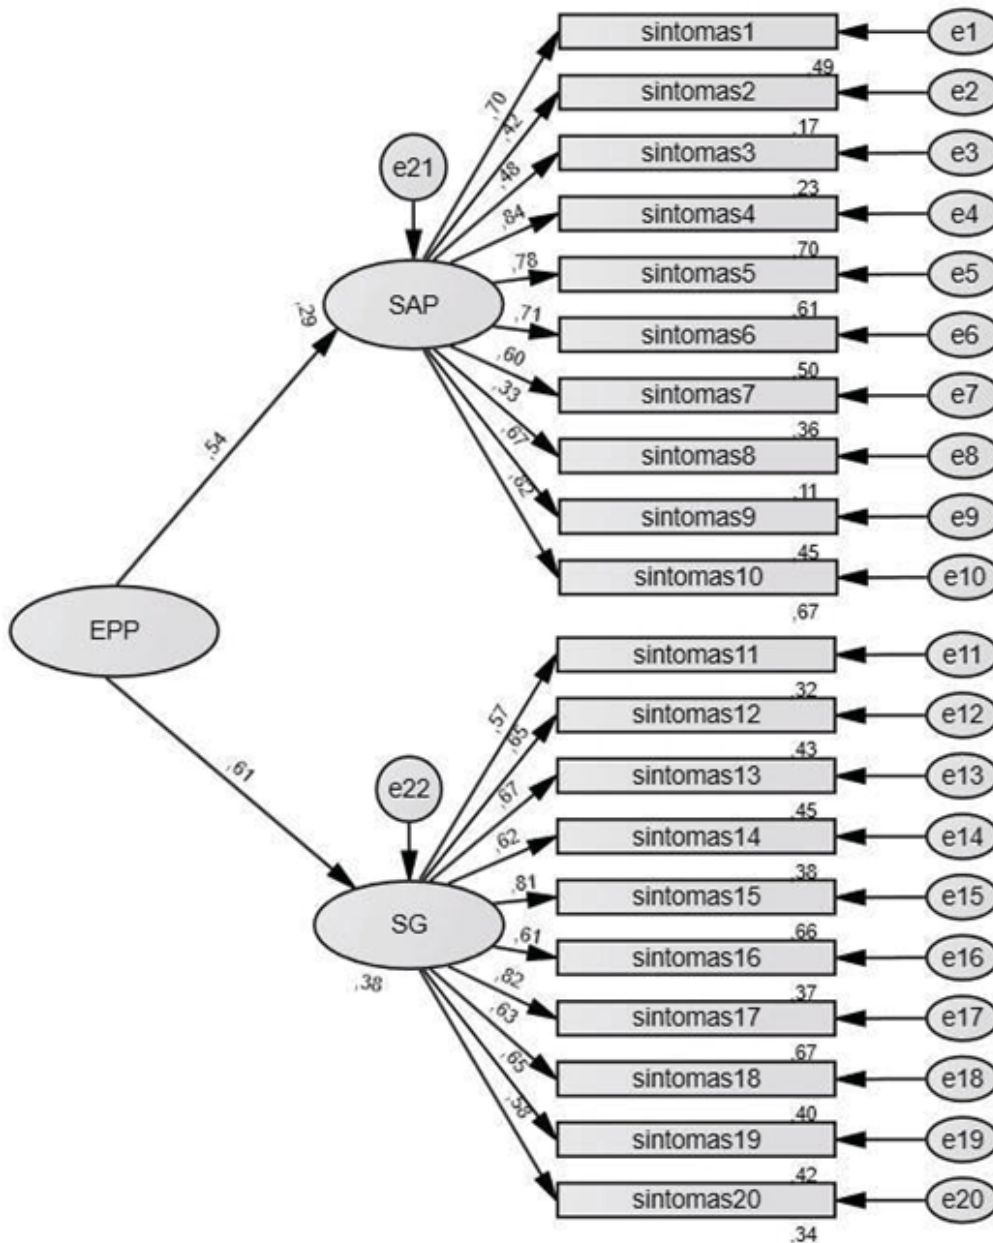 sintomas1
e1
,49
sintomas2
e2
,70
,42
,17
sintomas3
e3
e21
,48
,23
sintomas4
e4
,84
,70
sintomas5
e5
,78
SAP
,29
,61
sintomas6
e6
,71
,60
,50
sintomas7
e7
,33
,36
sintomas8
e8
,67
,54
,62
,11
sintomas9
e9
,45
sintomas10
e10
,67
EPP
sintomas11
e11
,32
sintomas12
e12
,57
,65
,43
sintomas13
e13
,61
e22
,67
,45
sintomas14
e14
,62
,38
sintomas15
e15
,81
SG
,66
sintomas16
e16
,61
,38
,82
,37
sintomas17
e17
,63
,67
sintomas18
e18
,65
,58
,40
sintomas19
e19
,42
sintomas20
e20
,34